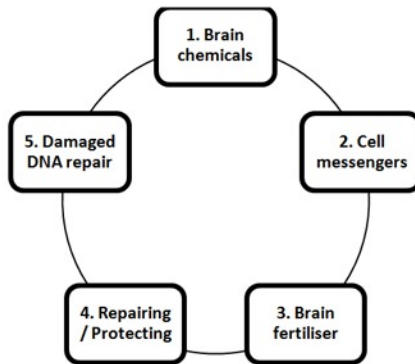 1. Brain
chemicals
2. Cell
messengers
3. Brain
fertiliser
4. Repairing
/ Protecting
5. Damaged
DNA repair